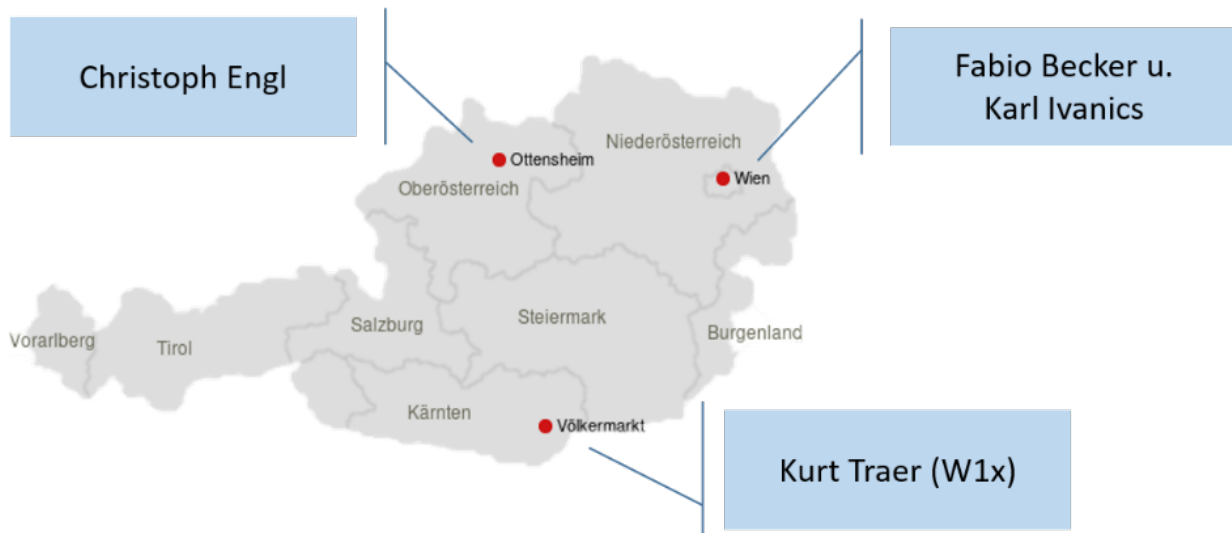 Christoph Engl
Fabio Becker u.
Karl Ivanics
Niederösterreich
Ottensheim
Wien
Oberösterreich
Salzburg
Steiermark
Burgenland
Vorarlberg
Tirol
Kärnten
Völkermarkt
Kurt Traer (W1x)